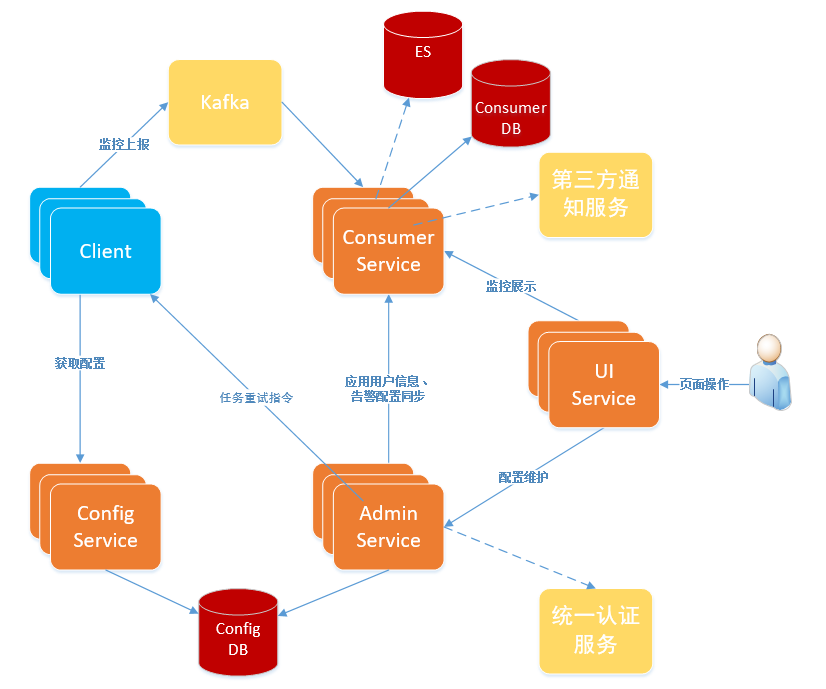 ES
Kafka
Consumer
DB
监控上报
第三方通
知服务
Client
Consumer
Service
监控展示
获取配置
应用用户信息、
告警配置同步
任务重试指令
UI
Service
页面操作
配置维护
Config
Service
Admin
Service
Config
DB
统一认证
服务